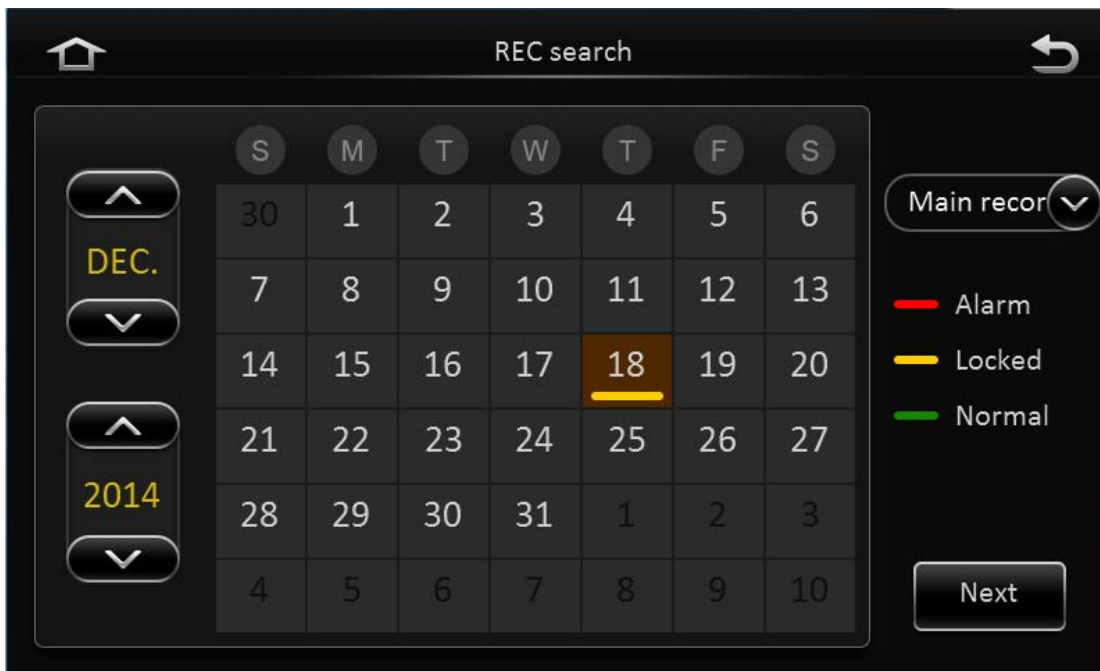 REC search
S M T W T F S
30 1 2 3 4 5 6
Main recor
DEC.
7 8 9 10 11 12 13
Alarm
14 15 16 17 18 19 20
Locked
Normal
21 22 23 24 25 26 27
2014
28 29 30 31 1 2 3
4 5 6 7 8 9 10
Next